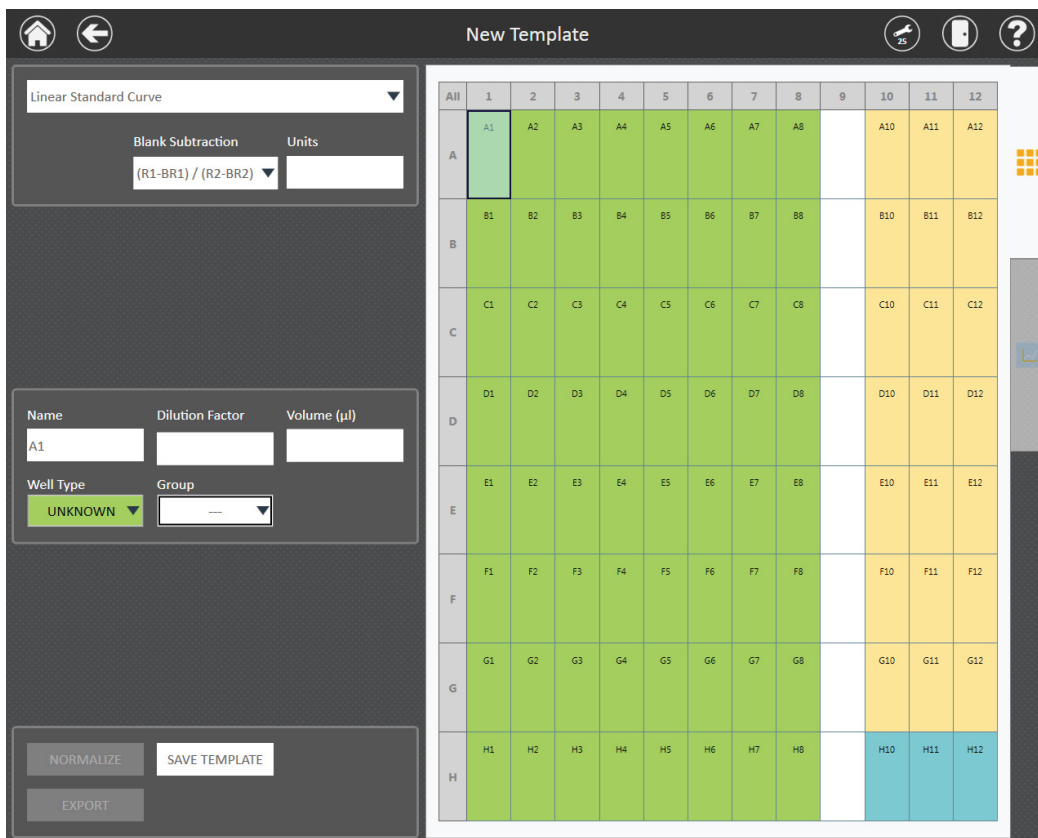 New Template
25
?
Linear Standard Curve
Blank Subtraction Units
(R1-BR1) / (R2-BR2)
Name Dilution Factor Volume (µl)
A1
Well Type Group
UNKNOWN ---
NORMALIZE SAVE TEMPLATE
EXPORT
All 1 2 3 4 5 6 7 8 9 10 11 12
A A1 A2 A3 A4 A5 A6 A7 A8 A10 A11 A12
B B1 B2 B3 B4 B5 B6 B7 B8 B10 B11 B12
C C1 C2 C3 C4 C5 C6 C7 C8 C10 C11 C12
D D1 D2 D3 D4 D5 D6 D7 D8 D10 D11 D12
E E1 E2 E3 E4 E5 E6 E7 E8 E10 E11 E12
F F1 F2 F3 F4 F5 F6 F7 F8 F10 F11 F12
G G1 G2 G3 G4 G5 G6 G7 G8 G10 G11 G12
H H1 H2 H3 H4 H5 H6 H7 H8 H10 H11 H12